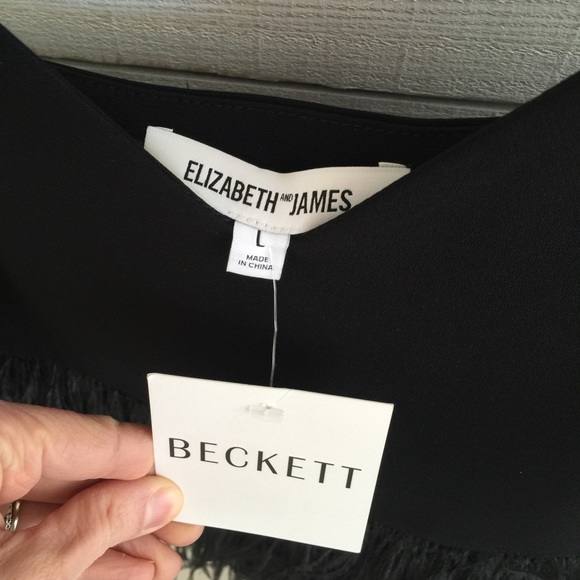 ELIZABETH AND JAMES
L
MADE
IN CHINA
BECKETT